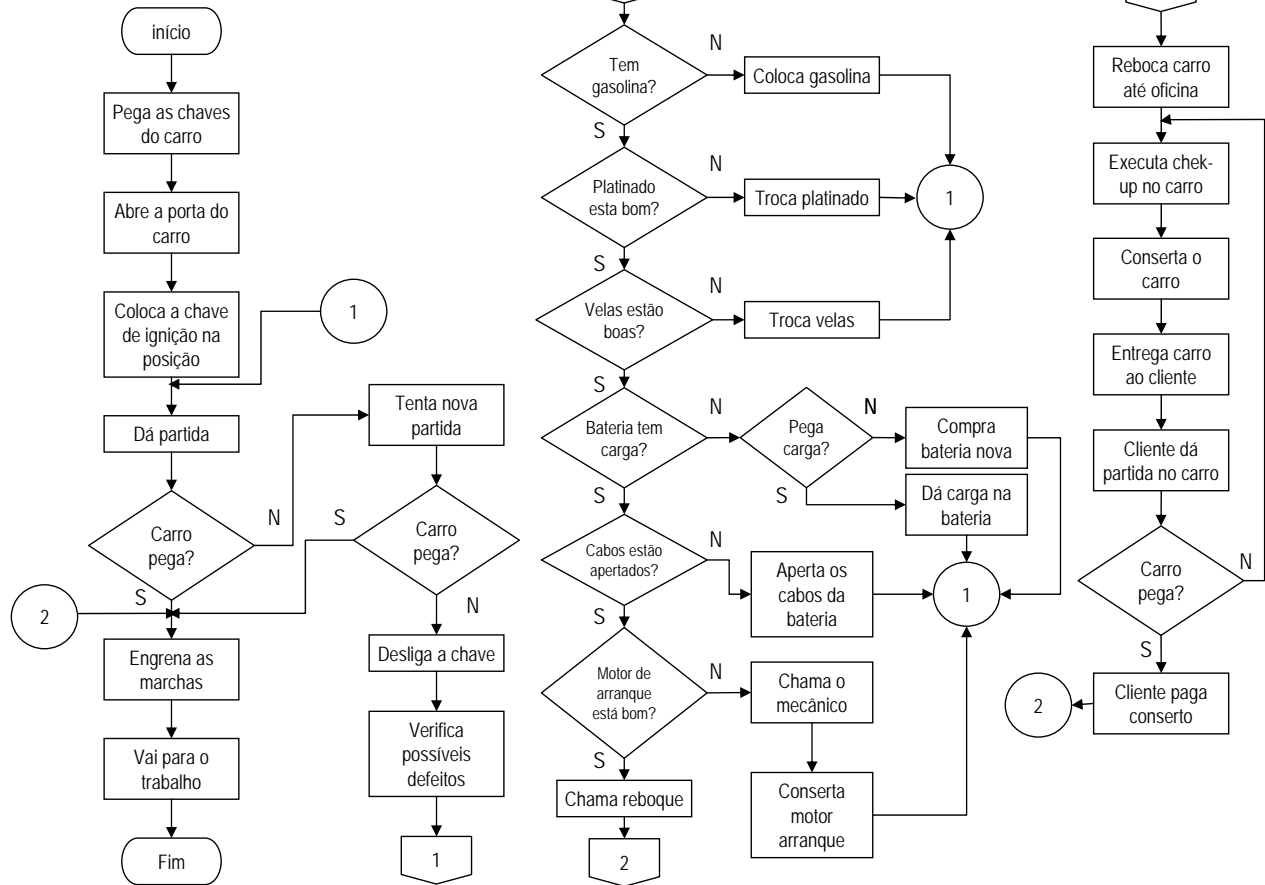 início
Pega as chaves
do carro
Abre a porta do
carro
Coloca a chave
de ignição na
posição
1
Dá partida
Carro
pega?
N
S
2
Engrena as
marchas
Vai para o
trabalho
Fim
Tenta nova
partida
S
Carro
pega?
N
Desliga a chave
Verifica
possíveis
defeitos
1
Tem
gasolina?
N
Coloca gasolina
S
Platinado
esta bom?
N
Troca platinado
1
S
Velas estão
boas?
N
Troca velas
S
Bateria tem
carga?
N
Pega
carga?
N
Compra
bateria nova
S
Dá carga na
bateria
S
Cabos estão
apertados?
N
Aperta os
cabos da
bateria
1
S
Motor de
arranque
está bom?
N
Chama o
mecânico
Conserta
motor
arranque
S
Chama reboque
2
Reboca carro
até oficina
Executa chek-
up no carro
Conserta o
carro
Entrega carro
ao cliente
Cliente dá
partida no carro
Carro
pega?
N
S
Cliente paga
conserto
2